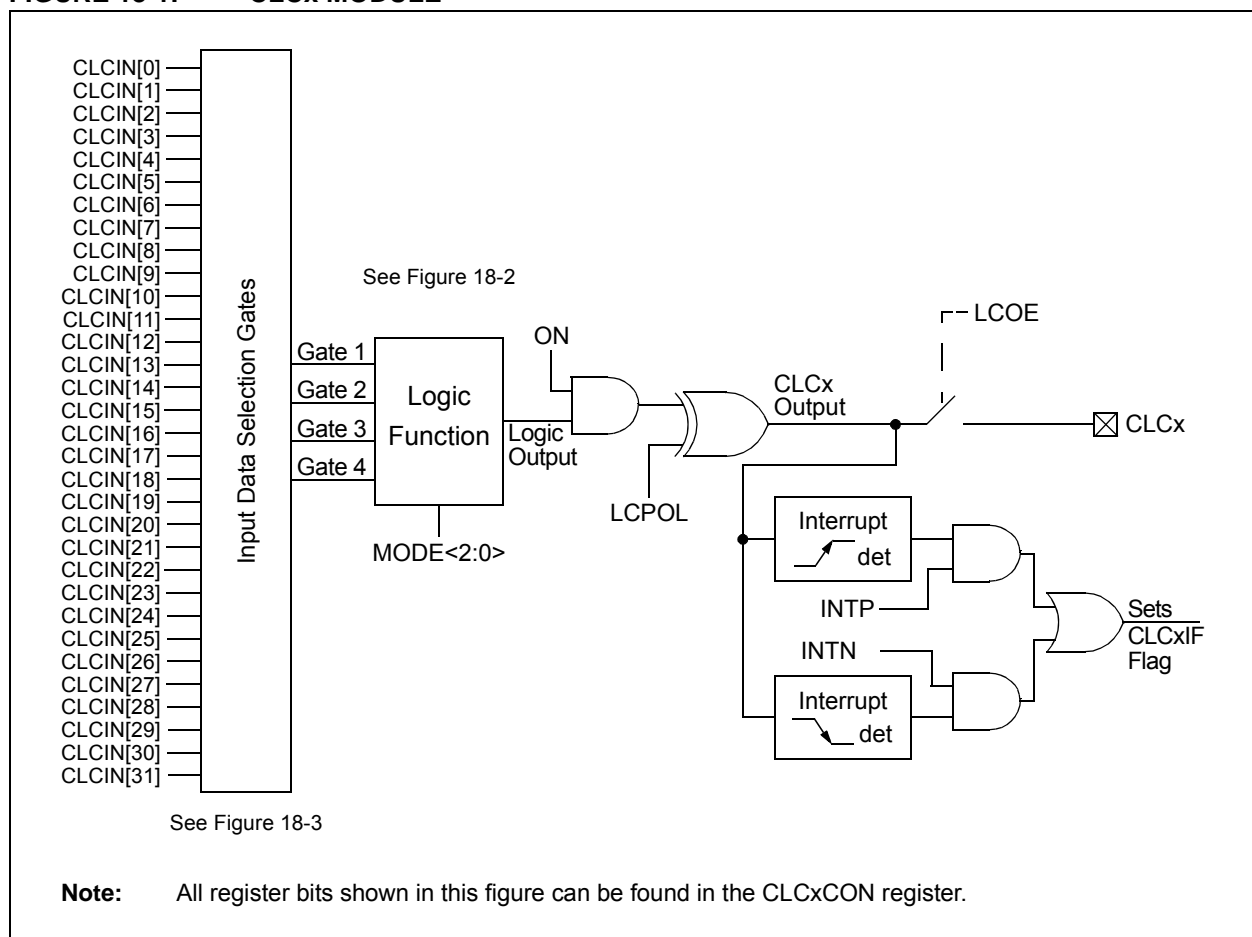 CLCIN[0]
CLCIN[1]
CLCIN[2]
CLCIN[3]
CLCIN[4]
CLCIN[5]
CLCIN[6]
CLCIN[7]
CLCIN[8]
CLCIN[9]
CLCIN[10]
CLCIN[11]
CLCIN[12]
CLCIN[13]
CLCIN[14]
CLCIN[15]
CLCIN[16]
CLCIN[17]
CLCIN[18]
CLCIN[19]
CLCIN[20]
CLCIN[21]
CLCIN[22]
CLCIN[23]
CLCIN[24]
CLCIN[25]
CLCIN[26]
CLCIN[27]
CLCIN[28]
CLCIN[29]
CLCIN[30]
CLCIN[31]
Input Data Selection Gates
See Figure 18-3
See Figure 18-2
Gate 1
Gate 2
Gate 3
Gate 4
Logic
Function
MODE<2:0>
Logic
Output
ON
LCPOL
CLCx
Output
LCOE
CLCx
Interrupt
det
INTP
INTN
Interrupt
det
Sets
CLCxIF
Flag
Note: All register bits shown in this figure can be found in the CLCxCON register.